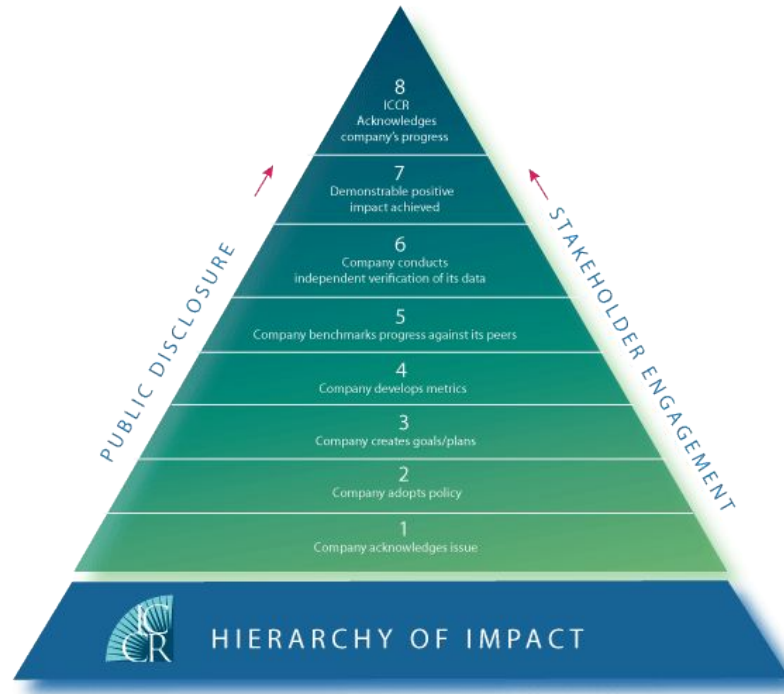 8
ICCR
Acknowledges
company's progress
7
Demonstrable positive
impact achieved
6
Company conducts
independent verification of its data
5
Company benchmarks progress against its peers
4
Company develops metrics
3
Company creates goals/plans
2
Company adopts policy
1
Company acknowledges issue
PUBLIC DISCLOSURE
STAKEHOLDER ENGAGEMENT
IC
CR
HIERARCHY OF IMPACT